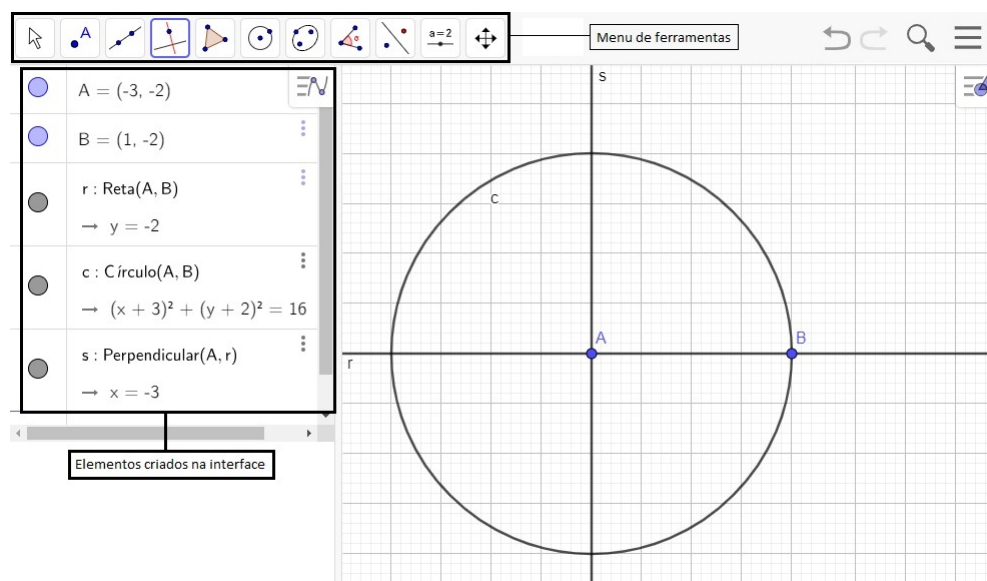 A
a=2
Menu de ferramentas
A = (-3, -2)
B = (1, -2)
r : Reta(A, B)
→ y = -2
c : Círculo(A, B)
→ (x + 3)² + (y + 2)² = 16
s : Perpendicular(A, r)
→ x = -3
Elementos criados na interface
s
c
A
B
r